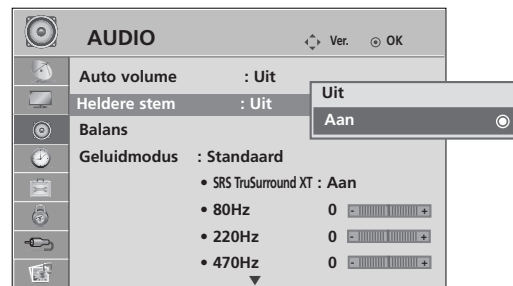 AUDIO Ver. OK
Auto volume : Uit
Heldere stem : Uit
Uit
Aan
Balans
Geluidmodus : Standaard
• SRS TruSurround XT : Aan
• 80Hz 0 - +
• 220Hz 0 - +
• 470Hz 0 - +